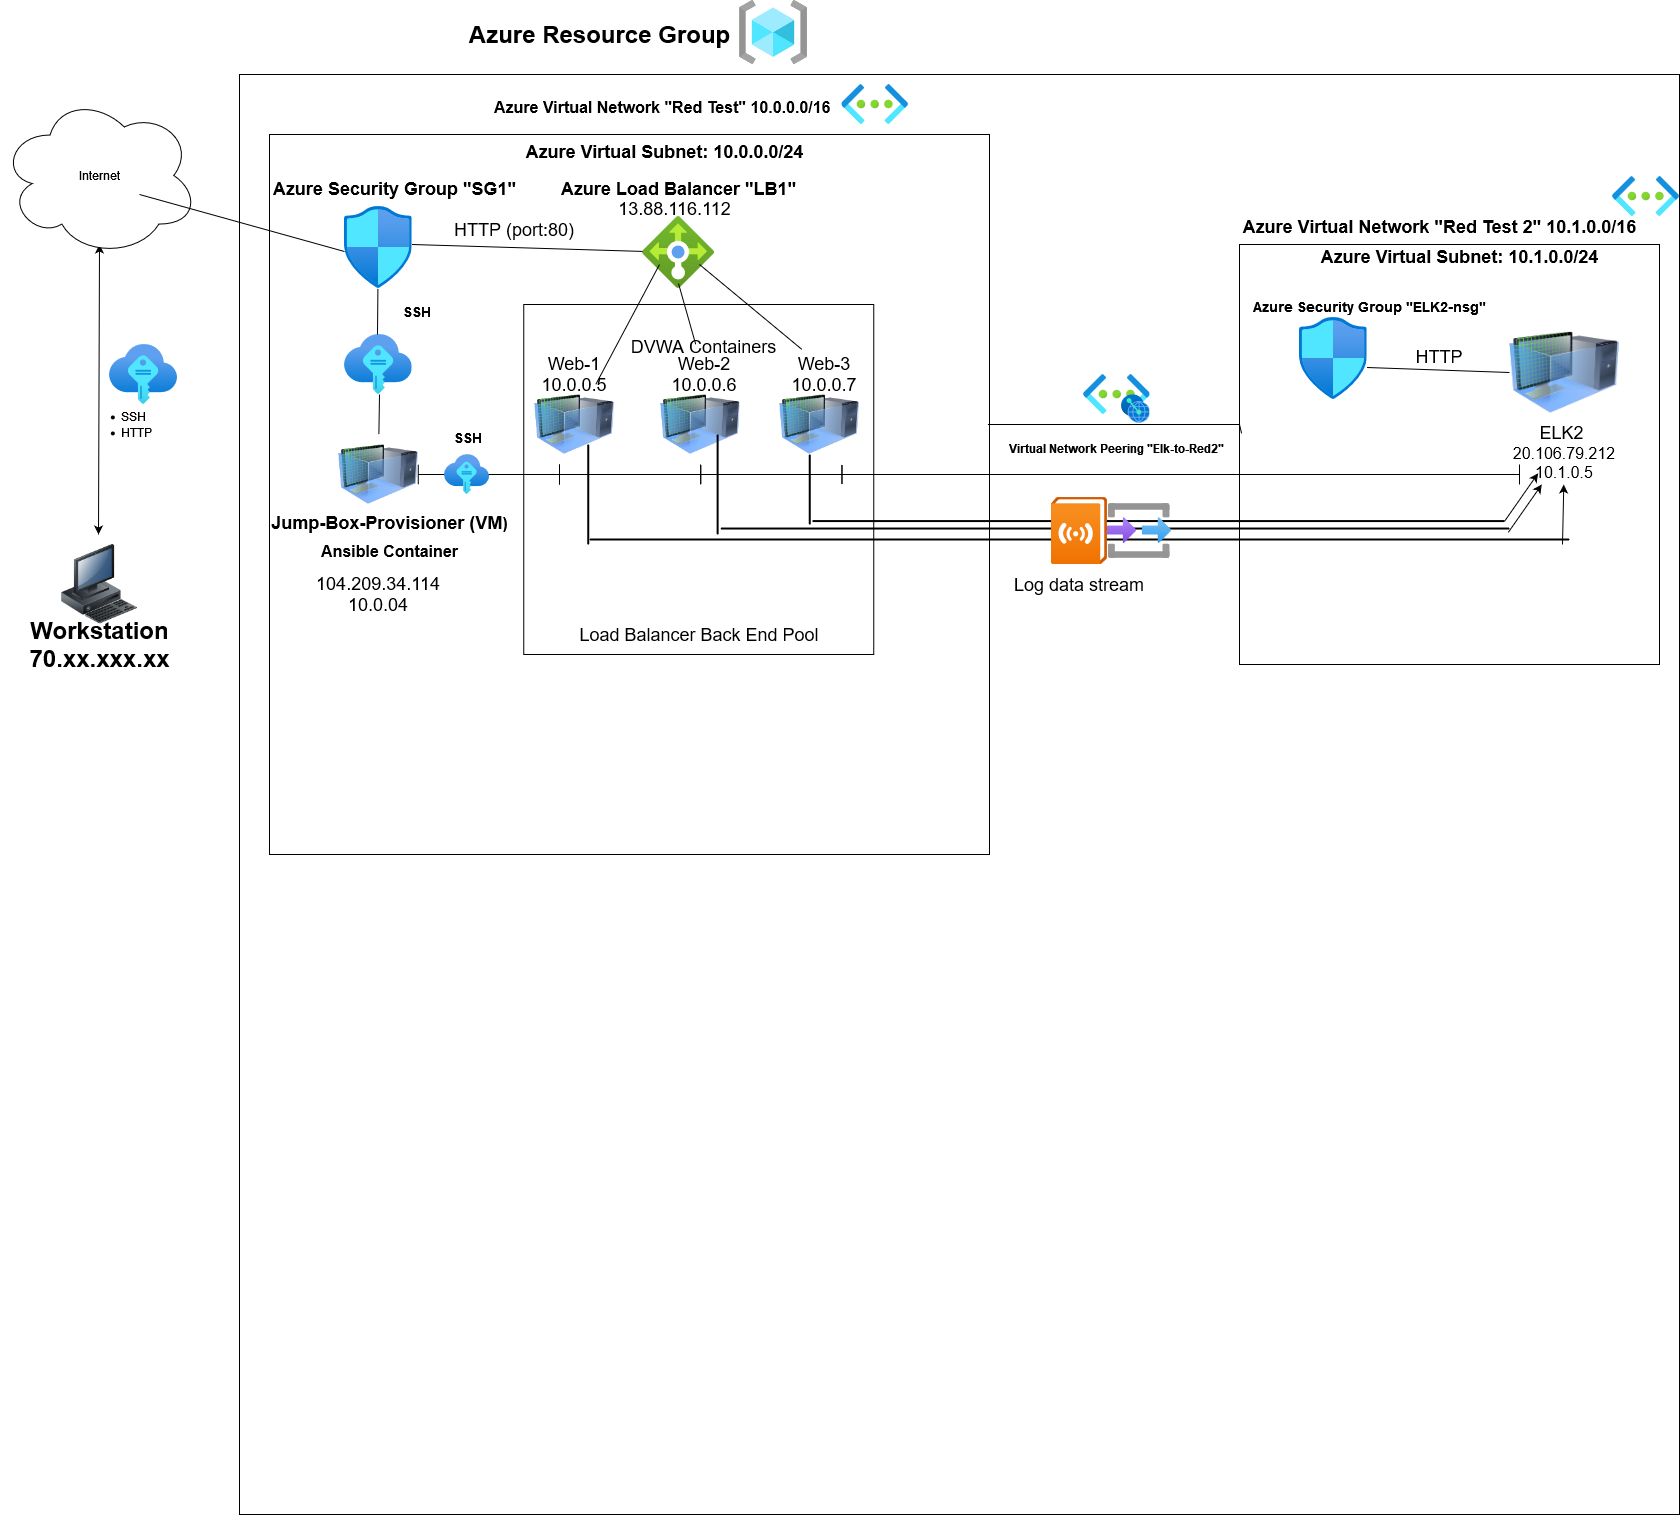 Azure Resource Group
Azure Virtual Network "Red Test" 10.0.0.0/16
Azure Virtual Subnet: 10.0.0.0/24
Internet
Azure Security Group "SG1"
Azure Load Balancer "LB1"
13.88.116.112
HTTP (port:80)
SSH
DVWA Containers
Web-1
10.0.0.5
Web-2
10.0.0.6
Web-3
10.0.0.7
SSH
HTTP
SSH
Jump-Box-Provisioner (VM)
Ansible Container
104.209.34.114
10.0.04
Load Balancer Back End Pool
Workstation
70.xx.xxx.xx
Virtual Network Peering "Elk-to-Red2"
Log data stream
Azure Virtual Network "Red Test 2" 10.1.0.0/16
Azure Virtual Subnet: 10.1.0.0/24
Azure Security Group "ELK2-nsg"
HTTP
ELK2
20.106.79.212
10.1.0.5